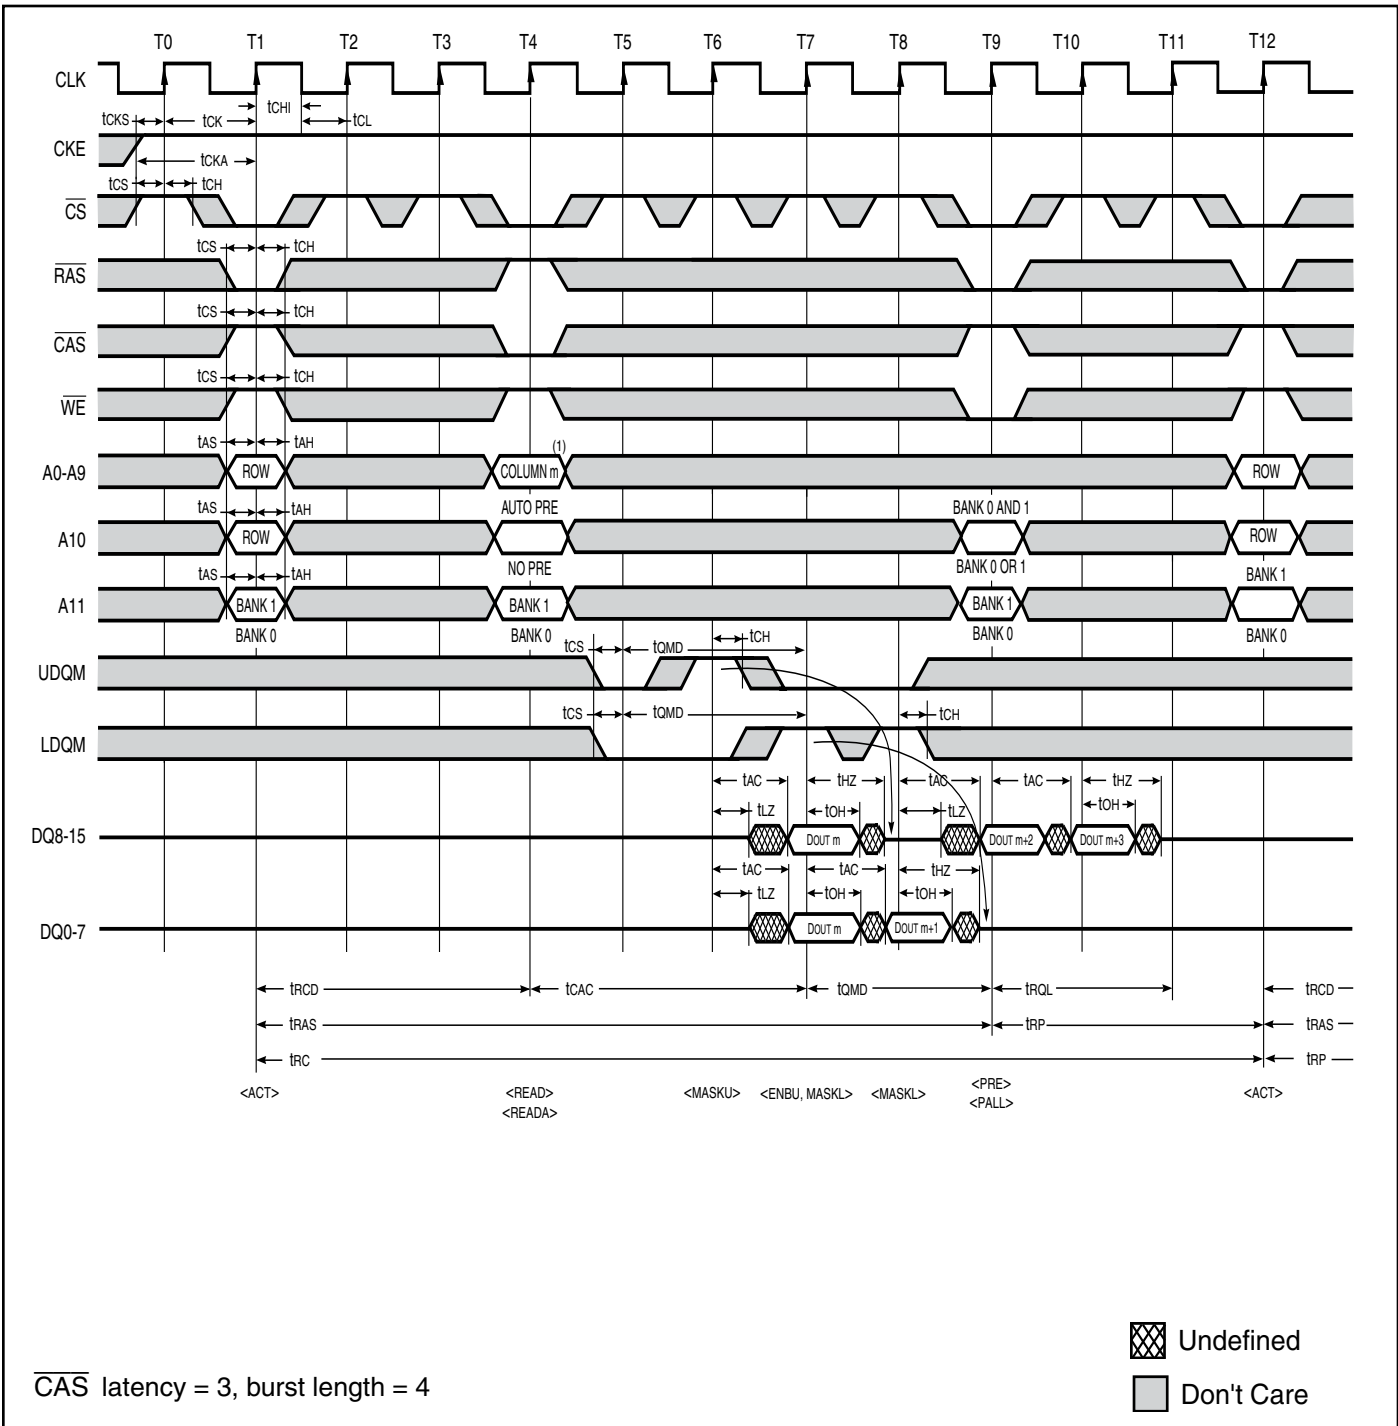 T0 T1 T2 T3 T4 T5 T6 T7 T8 T9 T10 T11 T12
CLK
tCHI
tCKS tCK tCL
CKE
tCKA
tCS tCH
CS
tCS tCH
RAS
tCS tCH
CAS
tCS tCH
WE
tAS tAH (1)
A0-A9 ROW COLUMN m ROW
tAS tAH AUTO PRE BANK 0 AND 1
A10 ROW ROW
NO PRE BANK 0 OR 1
tAS tAH BANK 1
A11 BANK 1 BANK 1 BANK 1
BANK 0 BANK 0 BANK 0 BANK 0
tCS tQMD tCH
UDQM
tCS tQMD tCH
LDQM
tAC tHZ tAC tAC tHZ
tLZ tOH tLZ tOH
DQ8-15 DOUT m DOUT m+2 DOUT m+3
tAC tAC tHZ
tLZ tOH tOH
DQ0-7 DOUT m DOUT m+1
tRCD tCAC tQMD tRQL tRCD
tRAS tRP tRAS
tRC tRP
<ACT> <READ> <MASKU> <ENBU, MASKL> <MASKL> <PRE> <ACT>
<READA> <PALL>
Undefined
CAS latency = 3, burst length = 4
Don't Care